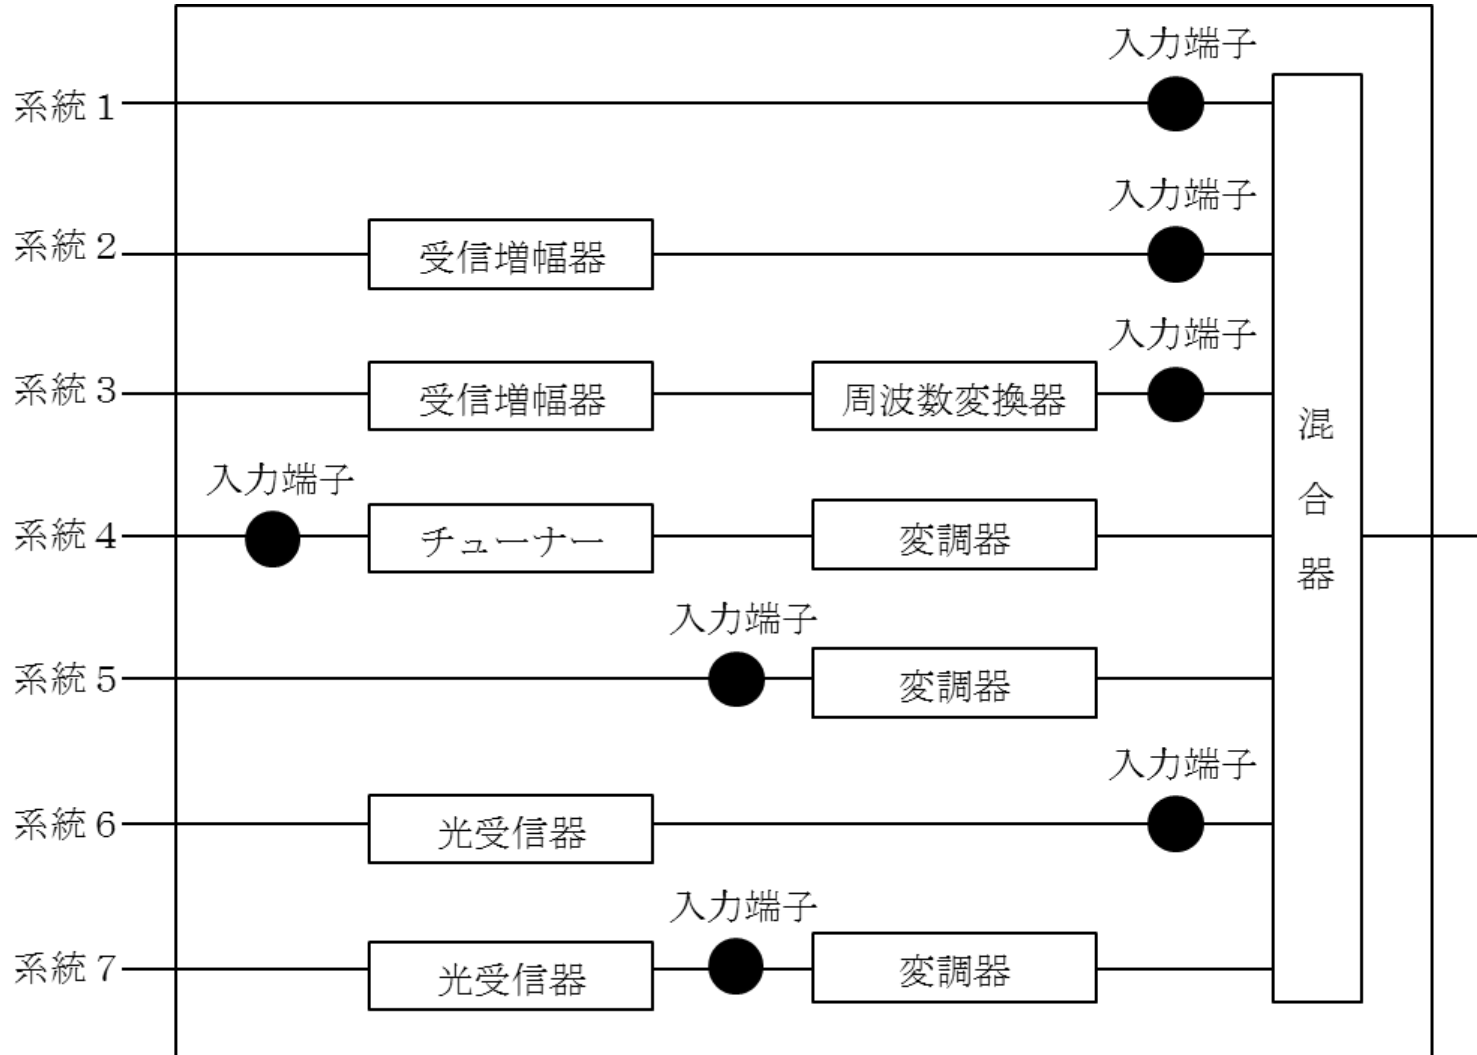 入力端子
系統１
入力端子
系統２
受信増幅器
入力端子
系統３
受信増幅器
周波数変換器
混合器
入力端子
系統４
チューナー
変調器
入力端子
系統５
変調器
入力端子
系統６
光受信器
入力端子
系統７
光受信器
変調器